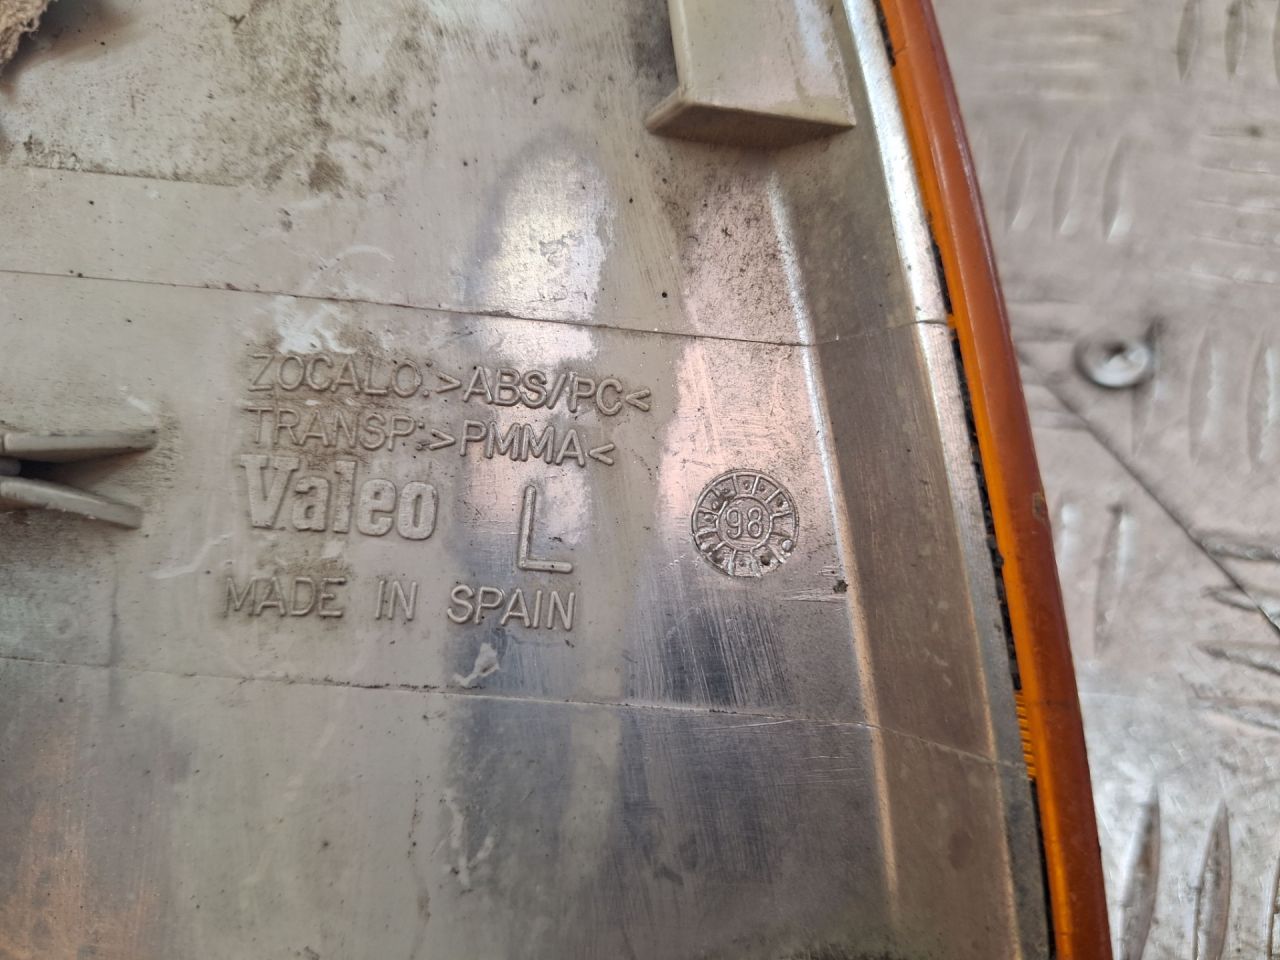 ZOCALO:>ABS/PC<
TRANSP:>PMMA<
Valeo L
98
MADE IN SPAIN